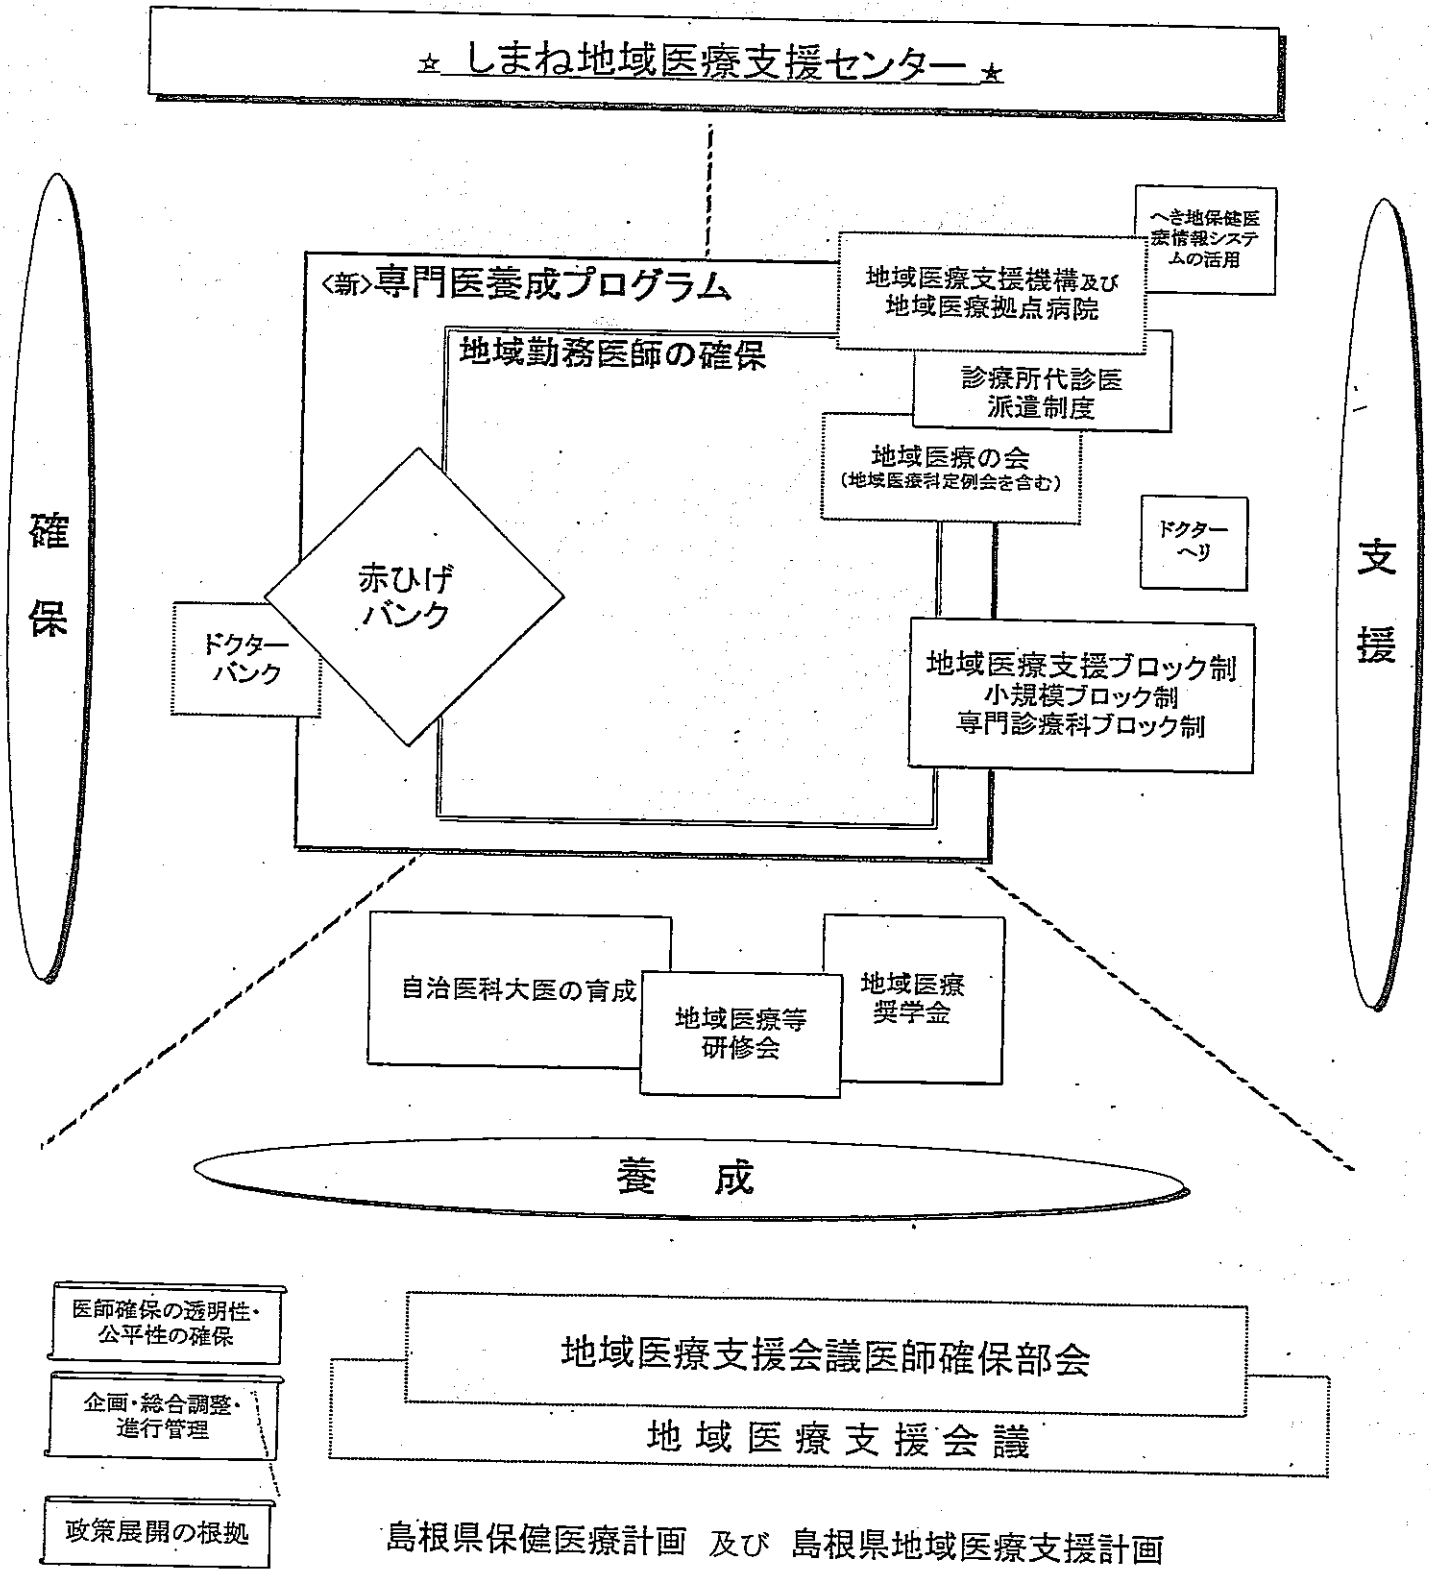 ☆ しまね地域医療支援センター ★
へき地保健医
療情報システ
ムの活用
<新>専門医養成プログラム
地域医療支援機構及び
地域医療拠点病院
地域勤務医師の確保
診療所代診医
派遣制度
地域医療の会
(地域医療科定例会を含む)
ドクター
ヘリ
確
保
支
援
赤ひげ
バンク
ドクター
バンク
地域医療支援ブロック制
小規模ブロック制
専門診療科ブロック制
自治医科大医の育成
地域医療等
研修会
地域医療
奨学金
養 成
医師確保の透明性・
公平性の確保
地域医療支援会議医師確保部会
企画・総合調整・
進行管理
地域医療支援会議
政策展開の根拠
島根県保健医療計画 及び 島根県地域医療支援計画